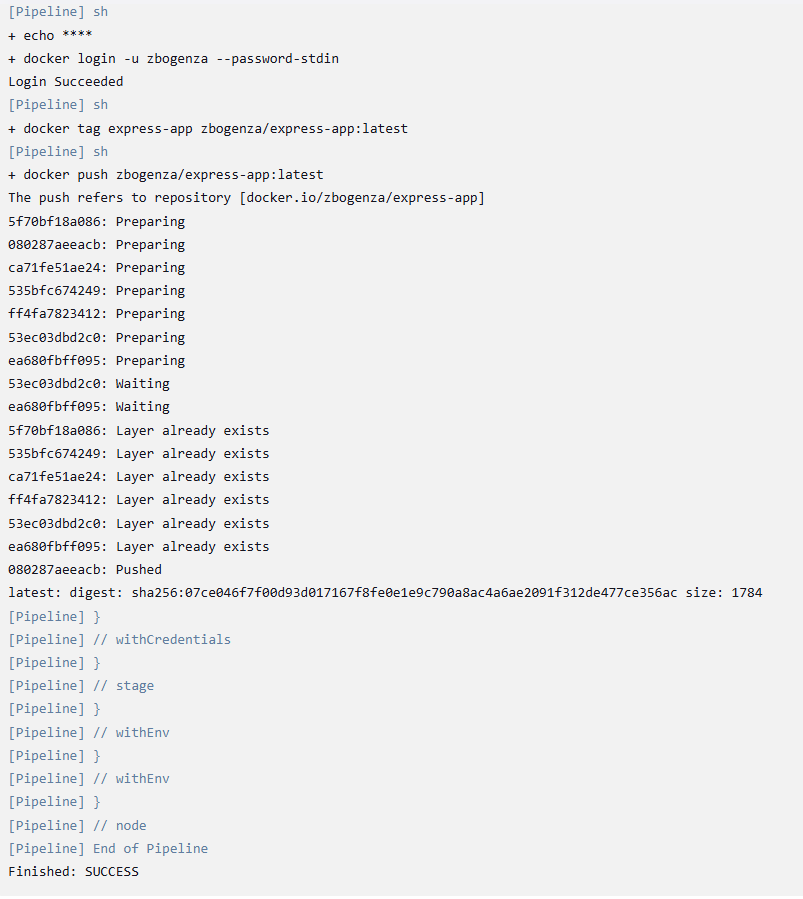 [Pipeline] sh
+ echo ****
+ docker login -u zbogenza --password-stdin
Login Succeeded
[Pipeline] sh
+ docker tag express-app zbogenza/express-app:latest
[Pipeline] sh
+ docker push zbogenza/express-app:latest
The push refers to repository [docker.io/zbogenza/express-app]
5f70bf18a086: Preparing
080287aeeacb: Preparing
ca71fe51ae24: Preparing
535bfc674249: Preparing
ff4fa7823412: Preparing
53ec03dbd2c0: Preparing
ea680fbff095: Preparing
53ec03dbd2c0: Waiting
ea680fbff095: Waiting
5f70bf18a086: Layer already exists
535bfc674249: Layer already exists
ca71fe51ae24: Layer already exists
ff4fa7823412: Layer already exists
53ec03dbd2c0: Layer already exists
ea680fbff095: Layer already exists
080287aeeacb: Pushed
latest: digest: sha256:07ce046f7f00d93d017167f8fe0e1e9c790a8ac4a6ae2091f312de477ce356ac size: 1784
[Pipeline] }
[Pipeline] // withCredentials
[Pipeline] }
[Pipeline] // stage
[Pipeline] }
[Pipeline] // withEnv
[Pipeline] }
[Pipeline] // withEnv
[Pipeline] }
[Pipeline] // node
[Pipeline] End of Pipeline
Finished: SUCCESS